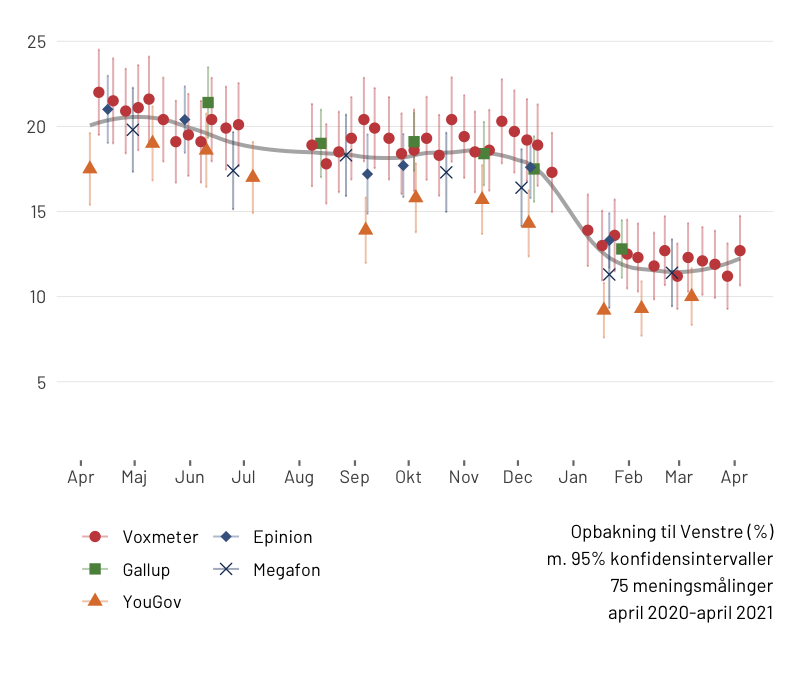 25
20
15
10
5
Apr Maj Jun Jul Aug Sep Okt Nov Dec Jan Feb Mar Apr
Voxmeter Epinion
Gallup Megafon
YouGov
Opbakning til Venstre (%)
m. 95% konfidensintervaller
75 meningsmålinger
april 2020-april 2021